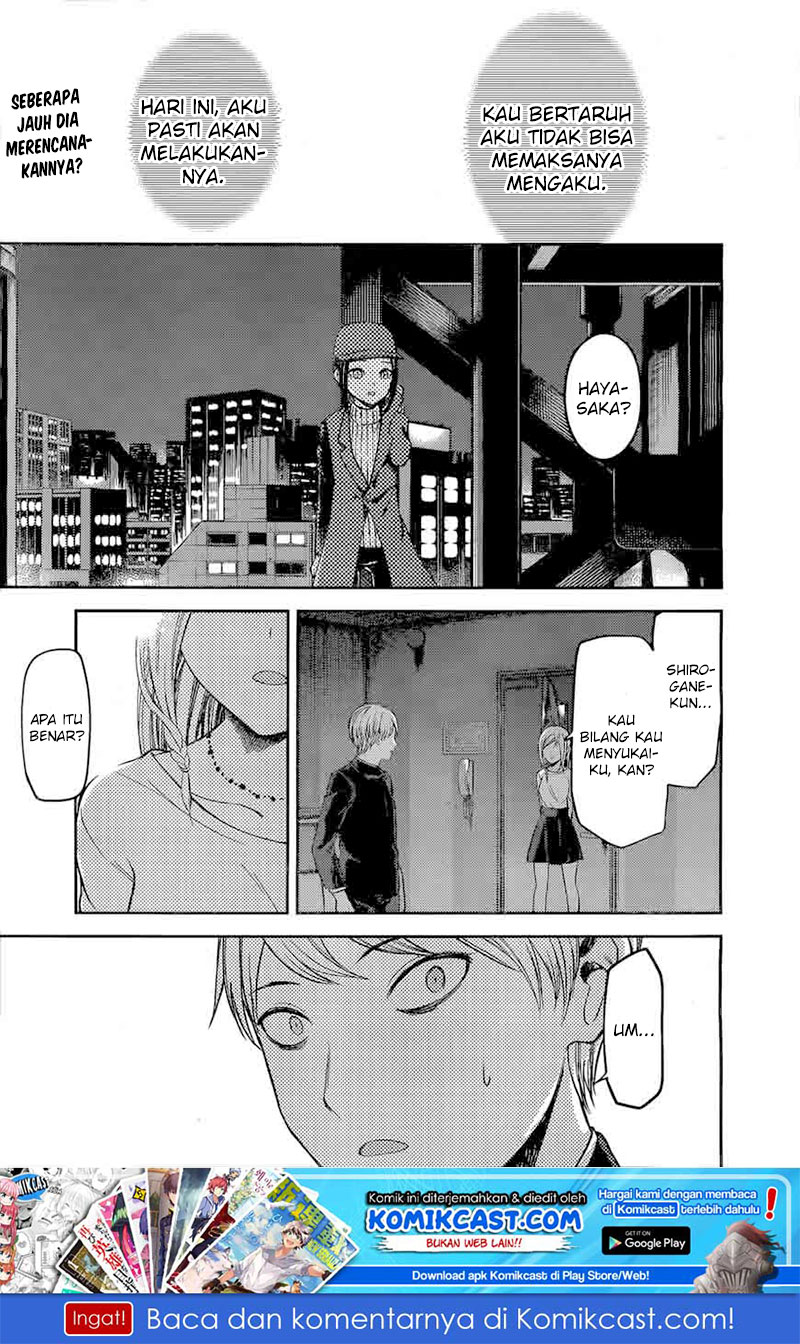 KAU BERTARUH
AKU TIDAK BISA
MEMAKSANYA
MENGAKU.
HARI INI, AKU
PASTI AKAN
MELAKUKAN-
NYA.
SEBERAPA
JAUH DIA
MERENCANA-
KANNYA?
HAYA-
SAKA?
SHIRO-
GANE-
KUN...
KAU
BILANG KAU
MENYUKAI-
KU, KAN?
APA ITU
BENAR?
UM...
MIKCAST
Komik ini diterjemahkan & diedit oleh
KOMIKCAST.COM
BUKAN WEB LAIN!!
Hargai kami dengan membaca
di Komikcast terlebih dahulu
!
GET IT ON
Google Play
Download apk Komikcast di Play Store/Web!
Ingat! Baca dan komentarnya di Komikcast.com!